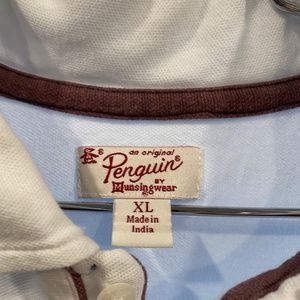 an original
Penguin®
BY
Munsingwear
XL
Made in
India